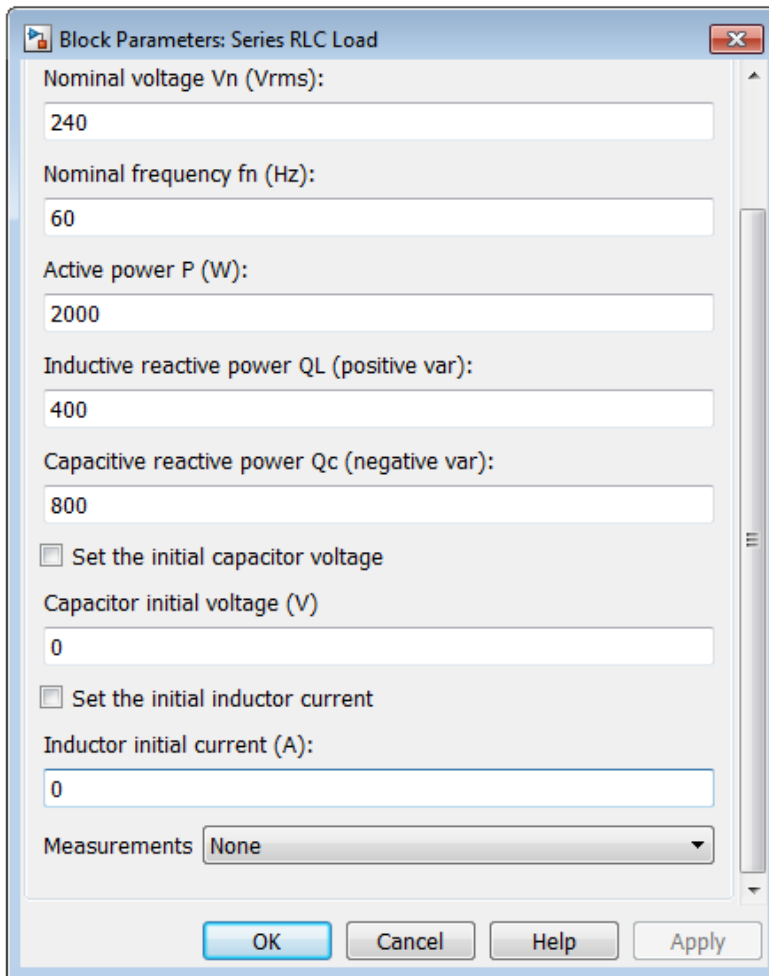 Block Parameters: Series RLC Load
Nominal voltage Vn (Vrms):
240
Nominal frequency fn (Hz):
60
Active power P (W):
2000
Inductive reactive power QL (positive var):
400
Capacitive reactive power Qc (negative var):
800
Set the initial capacitor voltage
Capacitor initial voltage (V)
0
Set the initial inductor current
Inductor initial current (A):
0
Measurements None
OK Cancel Help Apply